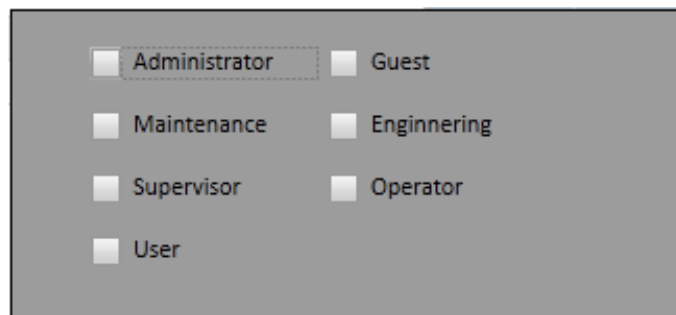 Administrator Guest
Maintenance Enginnering
Supervisor Operator
User